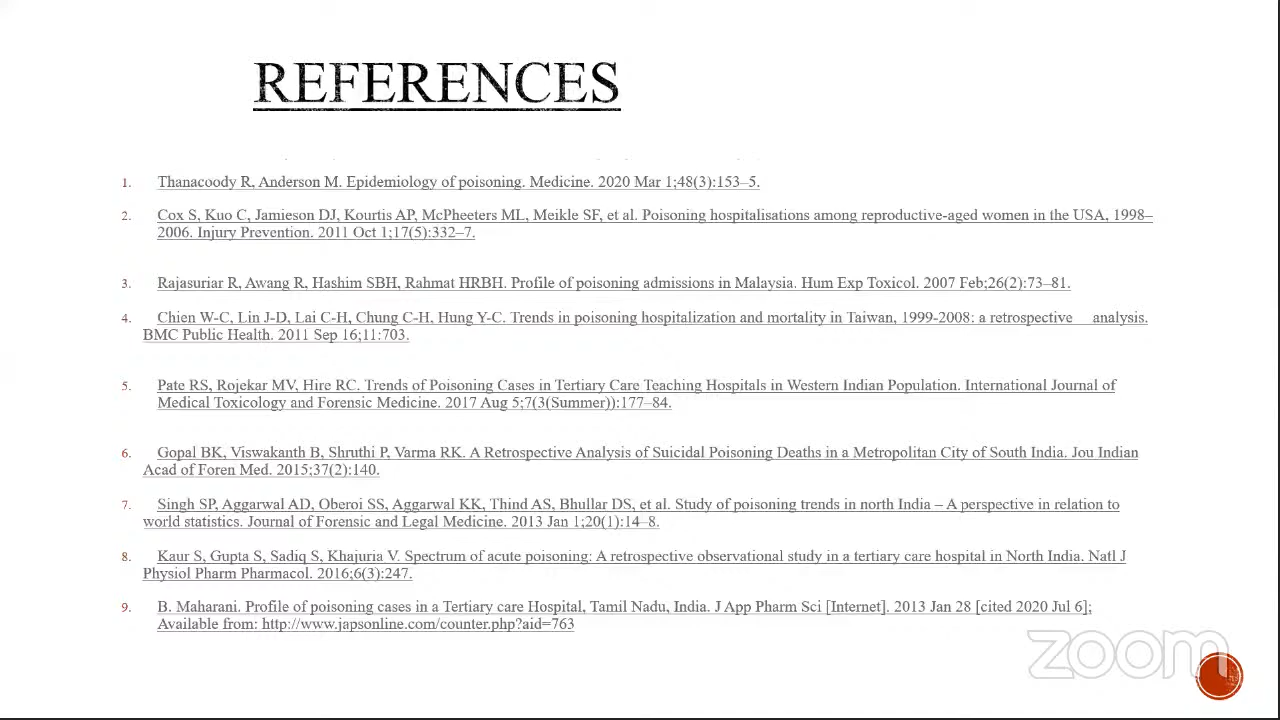 REFERENCES
1. Thanacoody R, Anderson M. Epidemiology of poisoning. Medicine. 2020 Mar 1;48(3):153–5.
2. Cox S, Kuo C, Jamieson DJ, Kourtis AP, McPheeters ML, Meikle SF, et al. Poisoning hospitalisations among reproductive-aged women in the USA, 1998–
2006. Injury Prevention. 2011 Oct 1;17(5):332–7.
3. Rajasuriar R, Awang R, Hashim SBH, Rahmat HRBH. Profile of poisoning admissions in Malaysia. Hum Exp Toxicol. 2007 Feb;26(2):73–81.
4. Chien W-C, Lin J-D, Lai C-H, Chung C-H, Hung Y-C. Trends in poisoning hospitalization and mortality in Taiwan, 1999-2008: a retrospective analysis.
BMC Public Health. 2011 Sep 16;11:703.
5. Pate RS, Rojekar MV, Hire RC. Trends of Poisoning Cases in Tertiary Care Teaching Hospitals in Western Indian Population. International Journal of
Medical Toxicology and Forensic Medicine. 2017 Aug 5;7(3(Summer)):177–84.
6. Gopal BK, Viswakanth B, Shruthi P, Varma RK. A Retrospective Analysis of Suicidal Poisoning Deaths in a Metropolitan City of South India. Jou Indian
Acad of Foren Med. 2015;37(2):140.
7. Singh SP, Aggarwal AD, Oberoi SS, Aggarwal KK, Thind AS, Bhullar DS, et al. Study of poisoning trends in north India – A perspective in relation to
world statistics. Journal of Forensic and Legal Medicine. 2013 Jan 1;20(1):14–8.
8. Kaur S, Gupta S, Sadiq S, Khajuria V. Spectrum of acute poisoning: A retrospective observational study in a tertiary care hospital in North India. Natl J
Physiol Pharm Pharmacol. 2016;6(3):247.
9. B. Maharani. Profile of poisoning cases in a Tertiary care Hospital, Tamil Nadu, India. J App Pharm Sci [Internet]. 2013 Jan 28 [cited 2020 Jul 6];
Available from: http://www.japsonline.com/counter.php?aid=763
zoom